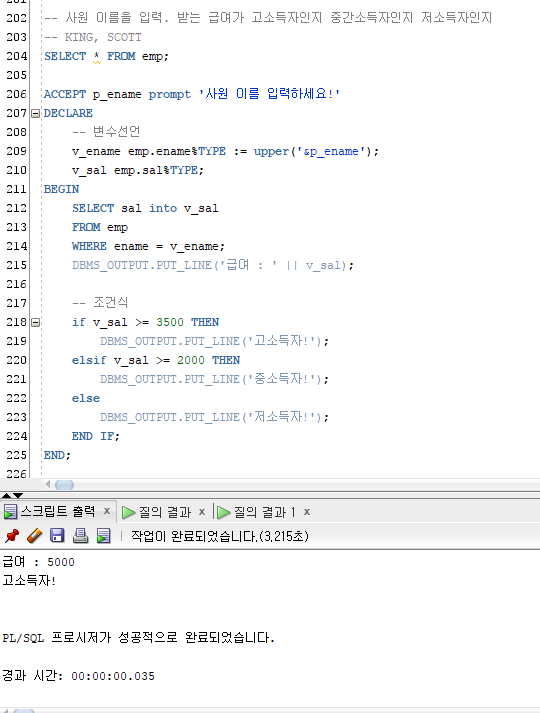 202 -- 사원 이름을 입력. 받는 급여가 고소득자인지 중간소득자인지 저소득자인지
203 -- KING, SCOTT
204 SELECT * FROM emp;
205
206 ACCEPT p_ename prompt '사원 이름 입력하세요!'
207 DECLARE
208 -- 변수선언
209 v_ename emp.ename%TYPE := upper('&p_ename');
210 v_sal emp.sal%TYPE;
211 BEGIN
212 SELECT sal into v_sal
213 FROM emp
214 WHERE ename = v_ename;
215 DBMS_OUTPUT.PUT_LINE('급여 : ' || v_sal);
216
217 -- 조건식
218 if v_sal >= 3500 THEN
219 DBMS_OUTPUT.PUT_LINE('고소득자!');
220 elsif v_sal >= 2000 THEN
221 DBMS_OUTPUT.PUT_LINE('중소득자!');
222 else
223 DBMS_OUTPUT.PUT_LINE('저소득자!');
224 END IF;
225 END;
226
스크립트 출력 x 질의 결과 x 질의 결과 1 x
작업이 완료되었습니다.(3,215초)
급여 : 5000
고소득자!
PL/SQL 프로시저가 성공적으로 완료되었습니다.
경과 시간: 00:00:00.035